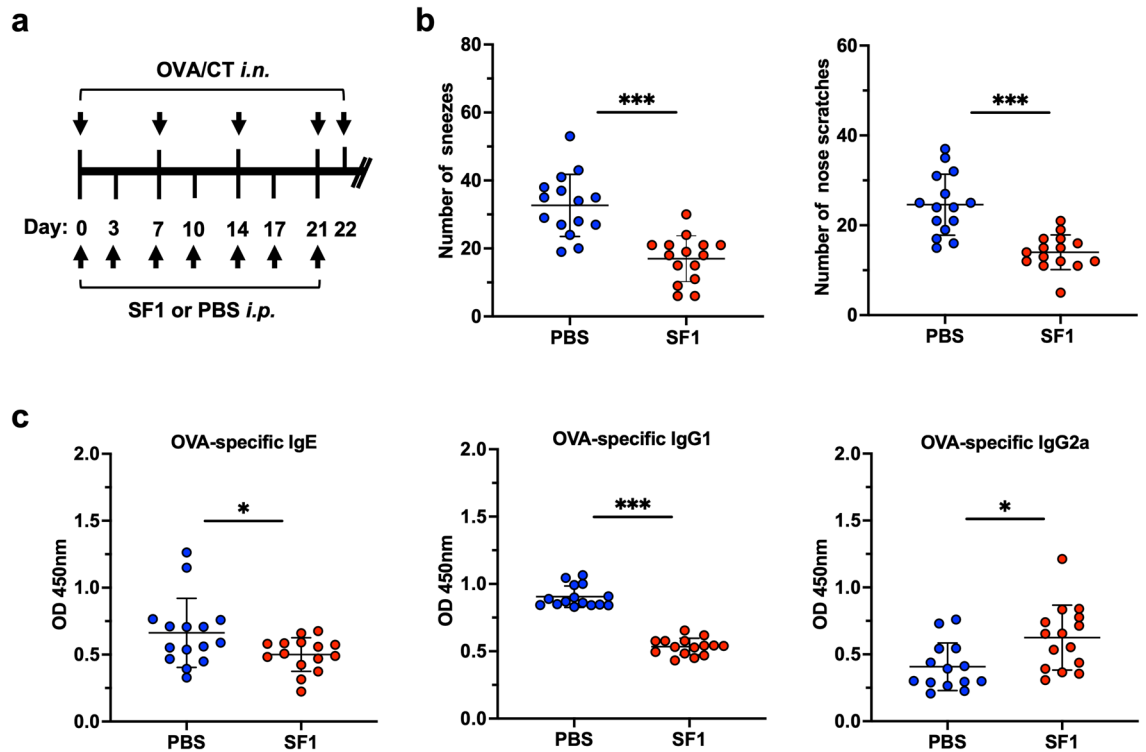 a
OVA/CT i.n.
Day: 0 3 7 10 14 17 21 22
SF1 or PBS i.p.
b
Number of sneezes
80
60
40
20
0
***
PBS SF1
Number of nose scratches
60
40
20
0
***
PBS SF1
c
OVA-specific IgE
OD 450nm
2.0
1.5
1.0
0.5
0.0
*
PBS SF1
OVA-specific IgG1
OD 450nm
2.0
1.5
1.0
0.5
0.0
***
PBS SF1
OVA-specific IgG2a
OD 450nm
2.0
1.5
1.0
0.5
0.0
*
PBS SF1